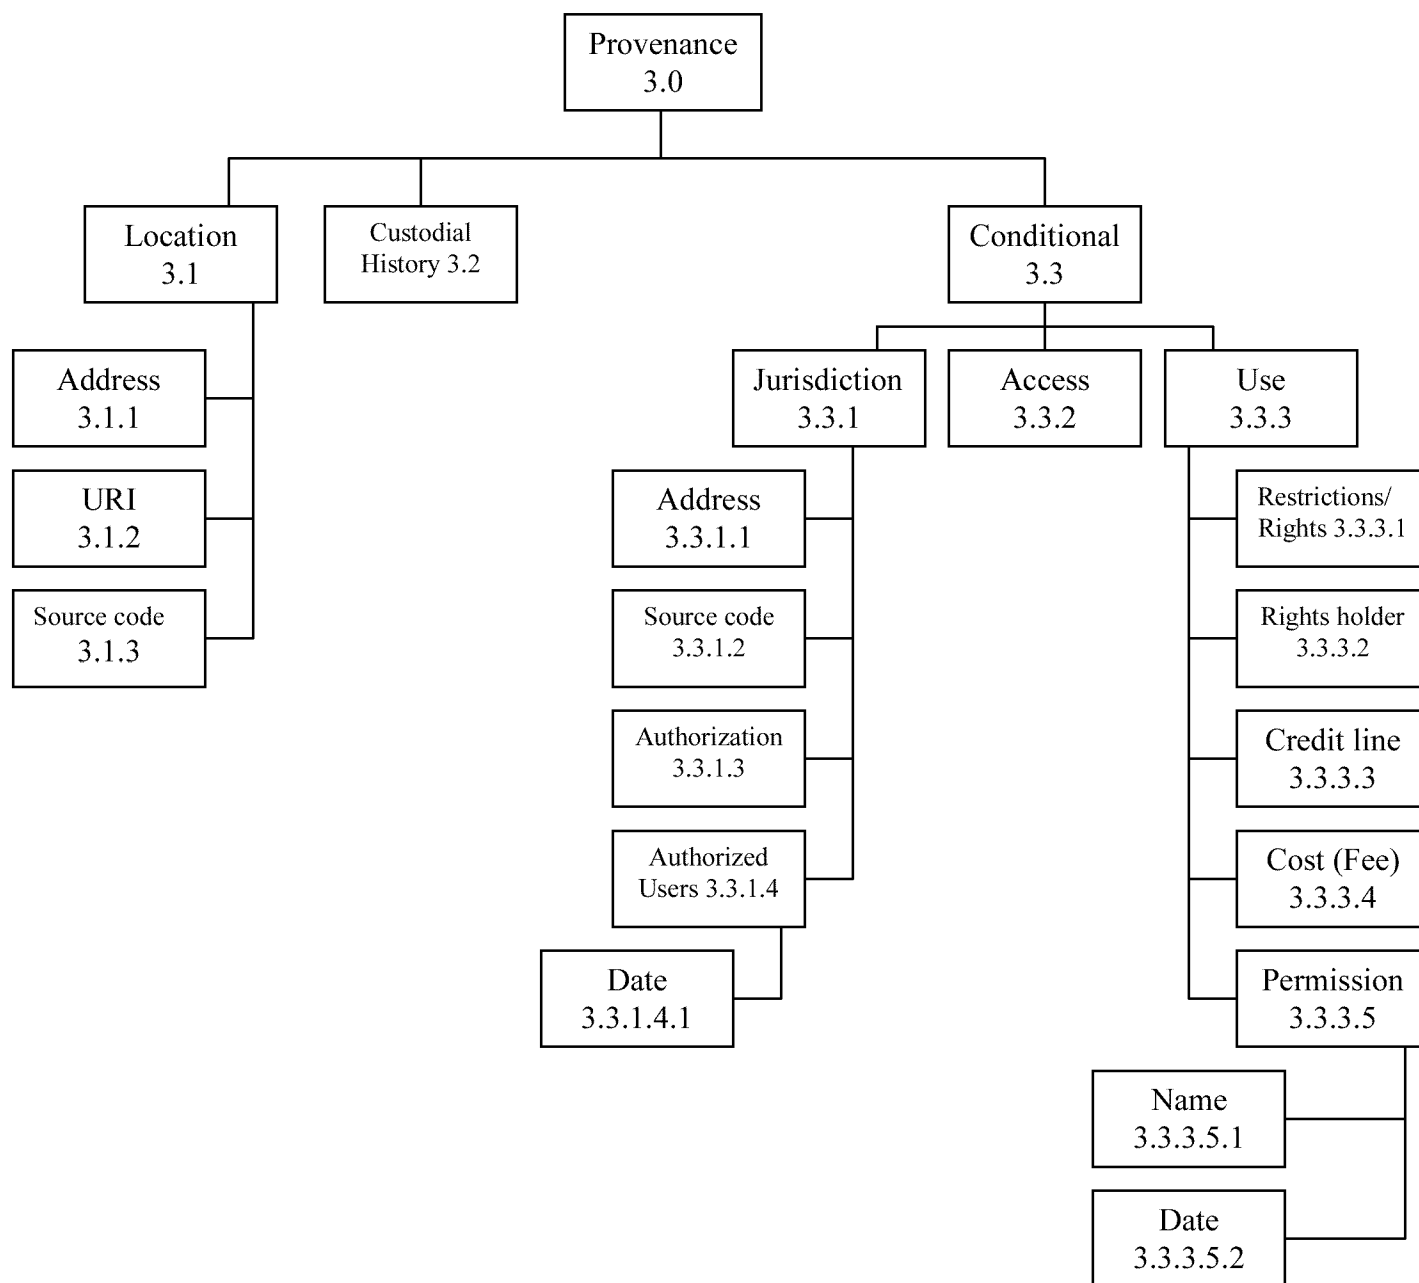 Provenance
3.0
Location
3.1
Custodial
History 3.2
Conditional
3.3
Address
3.1.1
Jurisdiction
3.3.1
Access
3.3.2
Use
3.3.3
URI
3.1.2
Address
3.3.1.1
Restrictions/
Rights 3.3.3.1
Source code
3.1.3
Source code
3.3.1.2
Rights holder
3.3.3.2
Authorization
3.3.1.3
Credit line
3.3.3.3
Authorized
Users 3.3.1.4
Cost (Fee)
3.3.3.4
Date
3.3.1.4.1
Permission
3.3.3.5
Name
3.3.3.5.1
Date
3.3.3.5.2